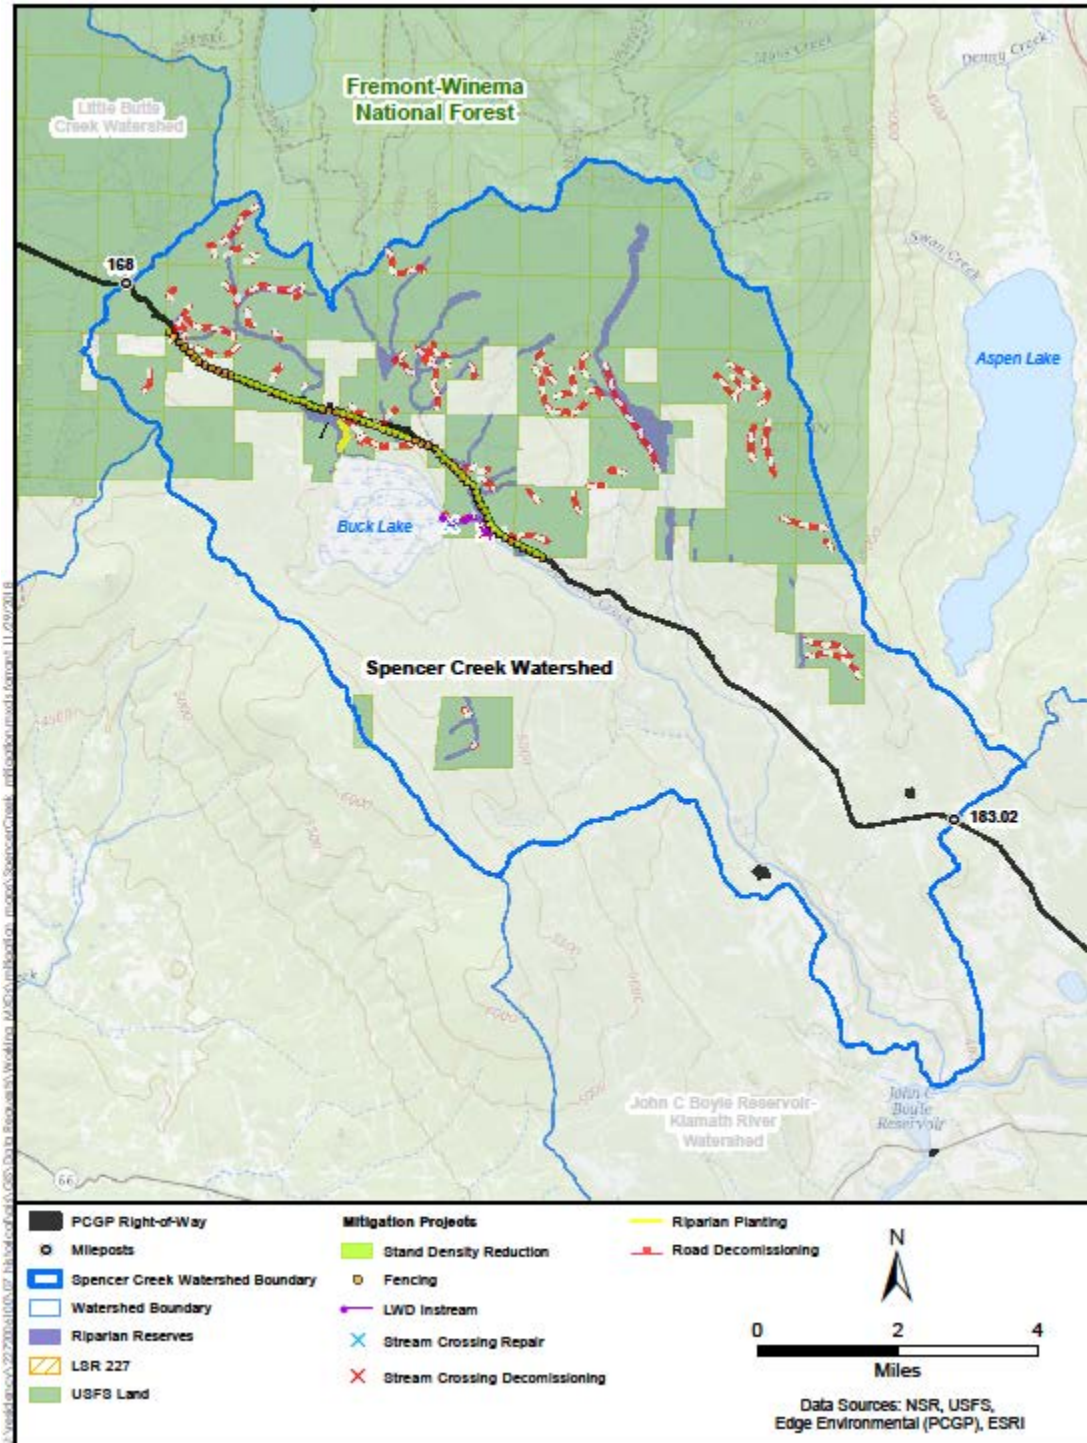 Fremont-Winema
National Forest
Little Butte
Creek Watershed
Denny Creek
Swan Creek
168
Aspen Lake
Buck Lake
Creek
Spencer Creek Watershed
183.02
John C Boyle Reservoir-
Klamath River
Watershed
John C
Boyle
Reservoir
66
PCGP Right-of-Way
Mileposts
Spencer Creek Watershed Boundary
Watershed Boundary
Riparian Reserves
LSR 227
USFS Land
Mitigation Projects
Stand Density Reduction
Fencing
LWD Instream
Stream Crossing Repair
Stream Crossing Decomissioning
Riparian Planting
Road Decomissioning
N
0 2 4
Miles
Data Sources: NSR, USFS,
Edge Environmental (PCGP), ESRI